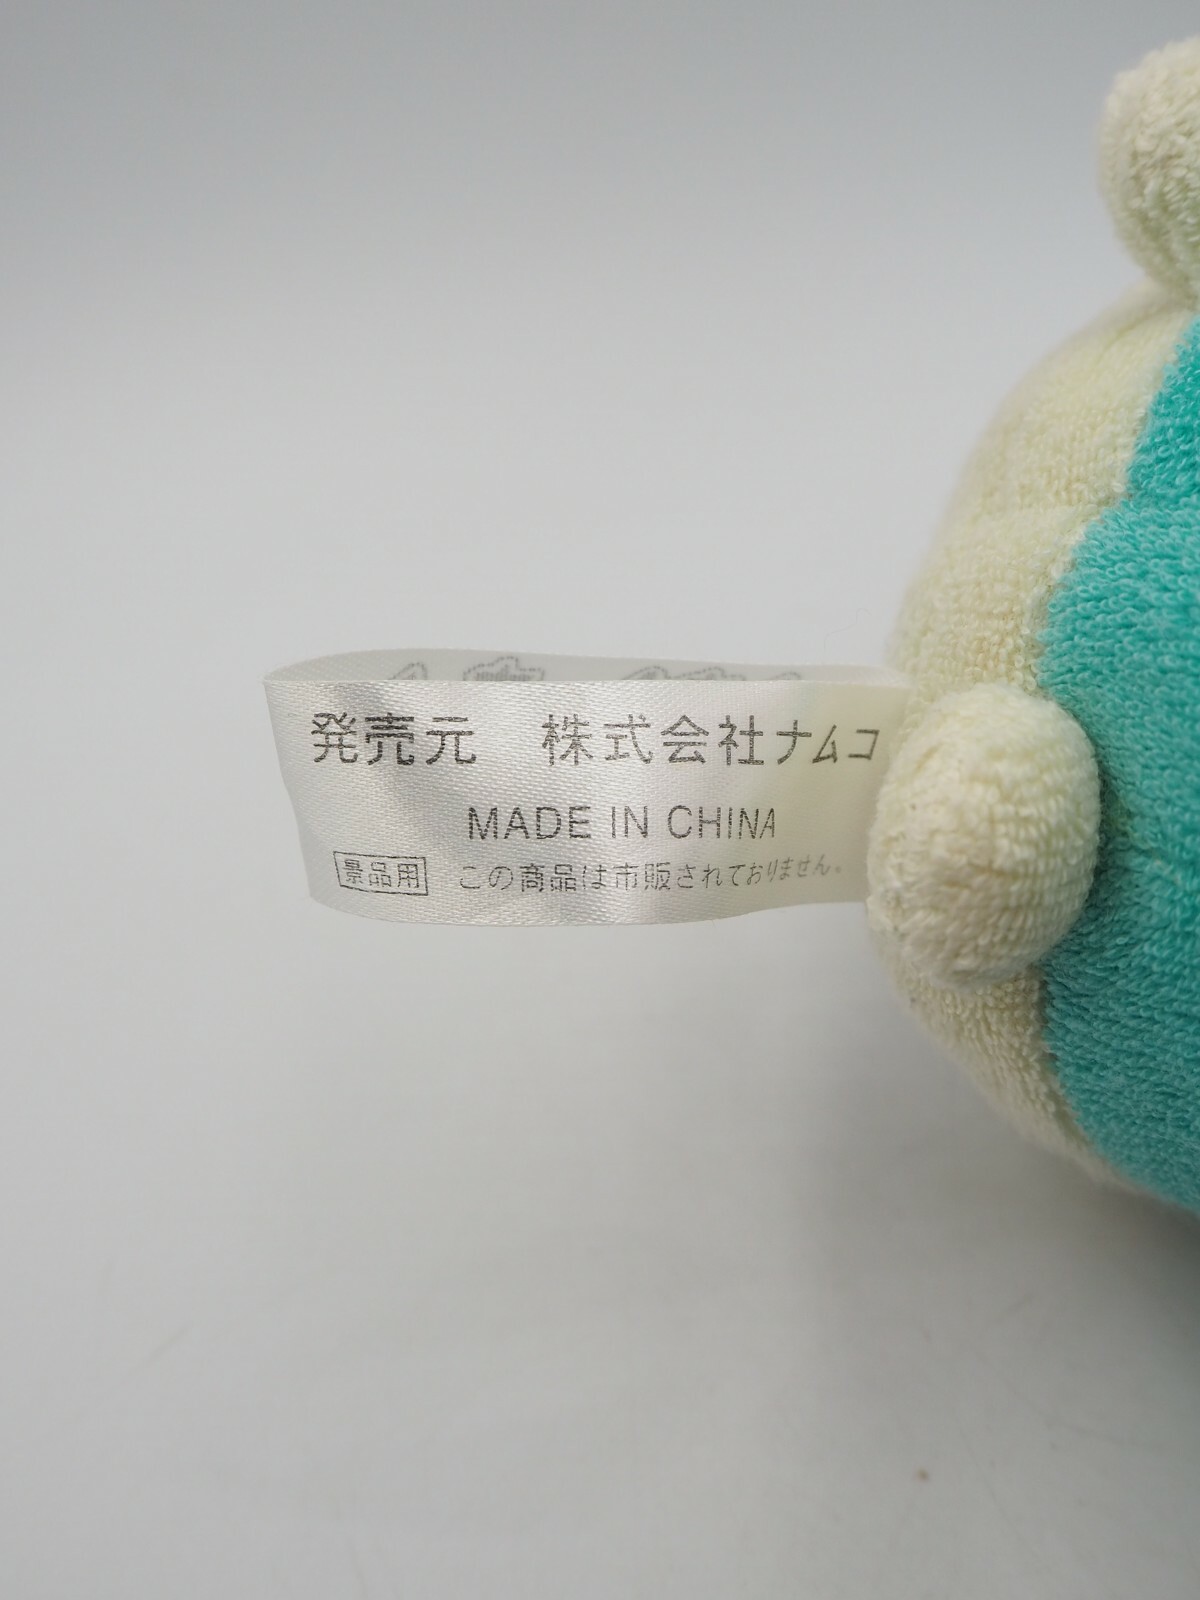 発売元　株式会社ナムコ
MADE IN CHINA
景品用　この商品は市販されておりません。